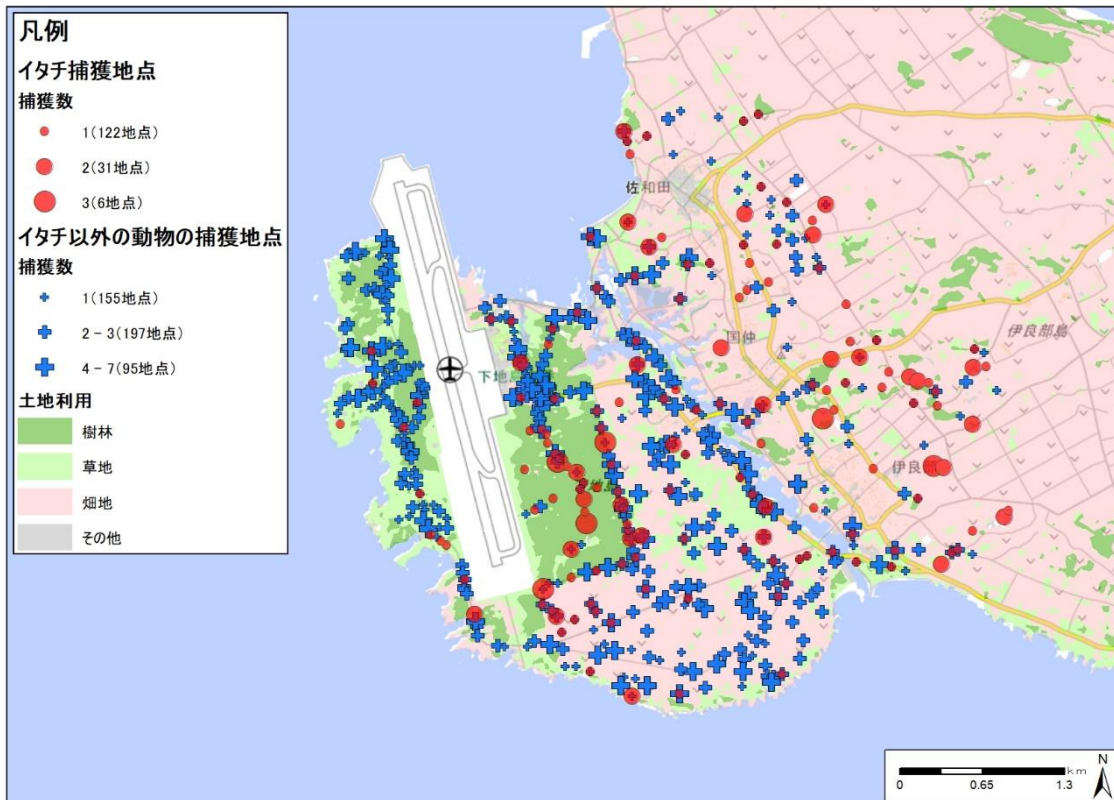 凡例
イタチ捕獲地点
捕獲数
1(122地点)
2(31地点)
3(6地点)
イタチ以外の動物の捕獲地点
捕獲数
1(155地点)
2 - 3(197地点)
4 - 7(95地点)
土地利用
樹林
草地
畑地
その他
佐和田
国仲
伊良部島
下地島
伊良部
N
km
0 0.65 1.3